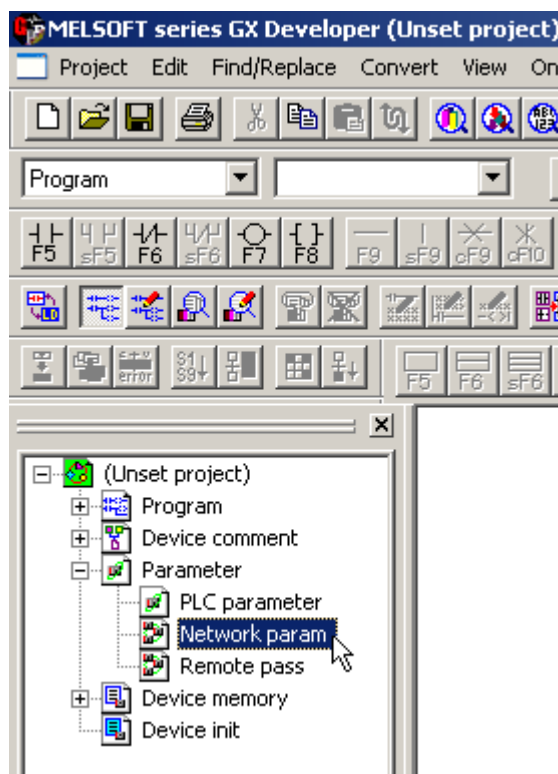 MELSOFT series GX Developer (Unset project)
Project Edit Find/Replace Convert View On
Program
F5 sF5 F6 sF6 F7 F8 F9 sF9 cF9 cF10
LD
error
F5 F6 sF6
(Unset project)
Program
Device comment
Parameter
PLC parameter
Network param
Remote pass
Device memory
Device init